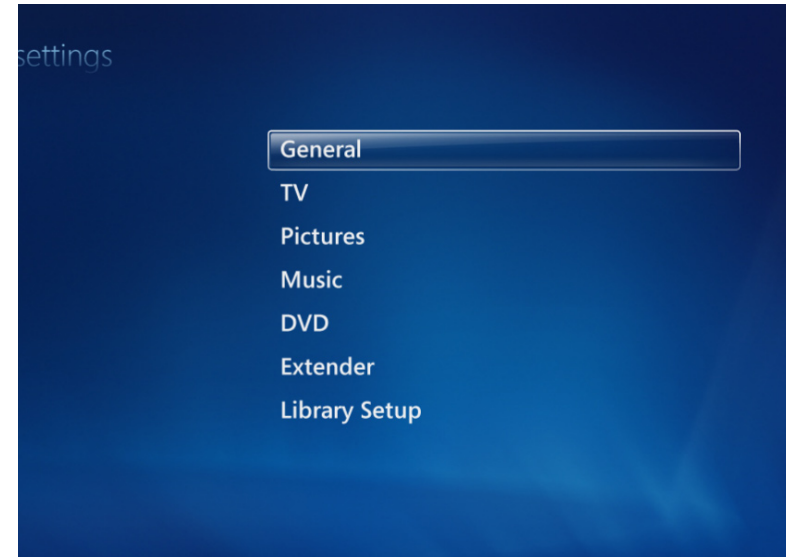 settings
General
TV
Pictures
Music
DVD
Extender
Library Setup